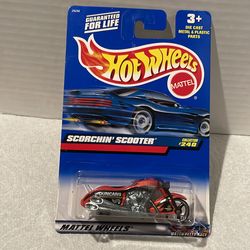 GUARANTEED
FOR LIFE
3+
DIE CAST
METAL & PLASTIC
PARTS
Hot Wheels
MATTEL
SCORCHIN' SCOOTER
COLLECTOR
#240
MATTEL WHEELS